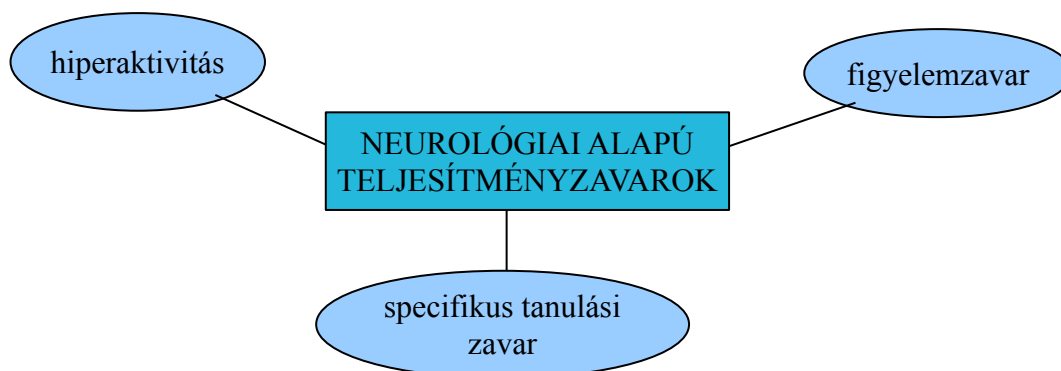 hiperaktivitás
figyelemzavar
NEUROLÓGIAI ALAPÚ
TELJESÍTMÉNYZAVAROK
specifikus tanulási
zavar